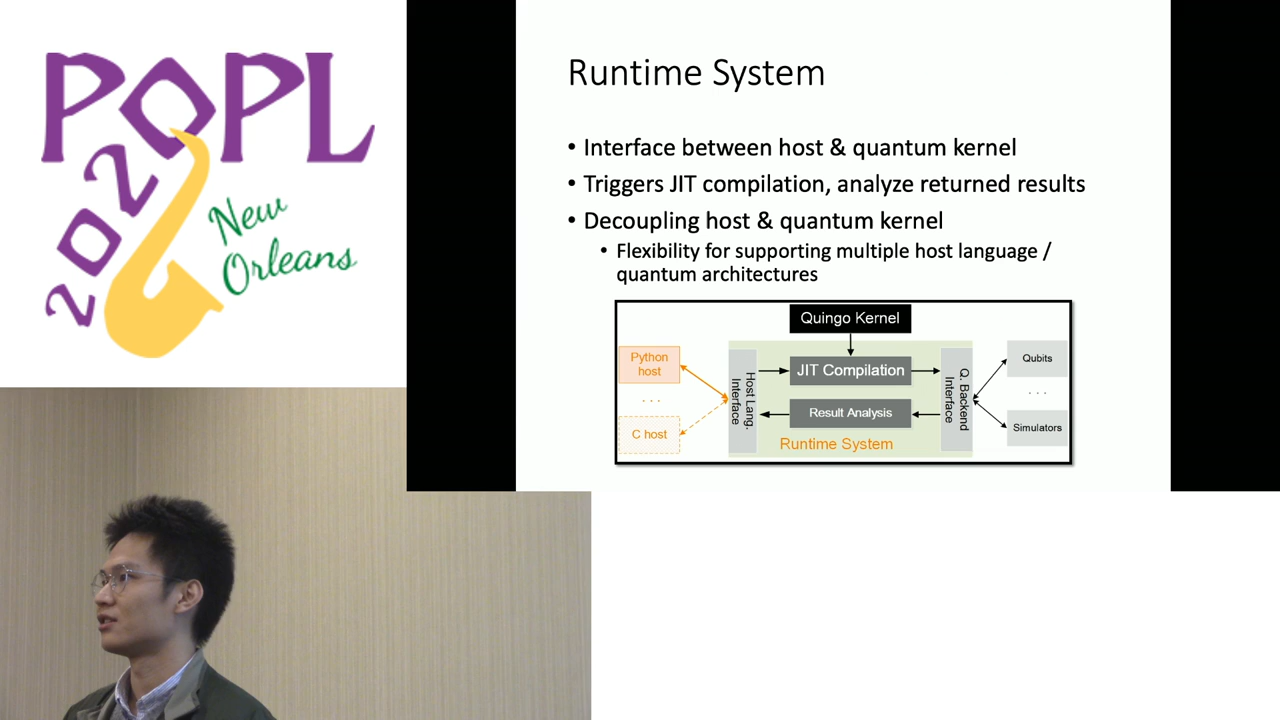 POPL
2020
New
Orleans
Runtime System
• Interface between host & quantum kernel
• Triggers JIT compilation, analyze returned results
• Decoupling host & quantum kernel
• Flexibility for supporting multiple host language /
quantum architectures
Quingo Kernel
Python
host
. . .
C host
Host Lang.
Interface
JIT Compilation
Result Analysis
Runtime System
Q. Backend
Interface
Qubits
. . .
Simulators